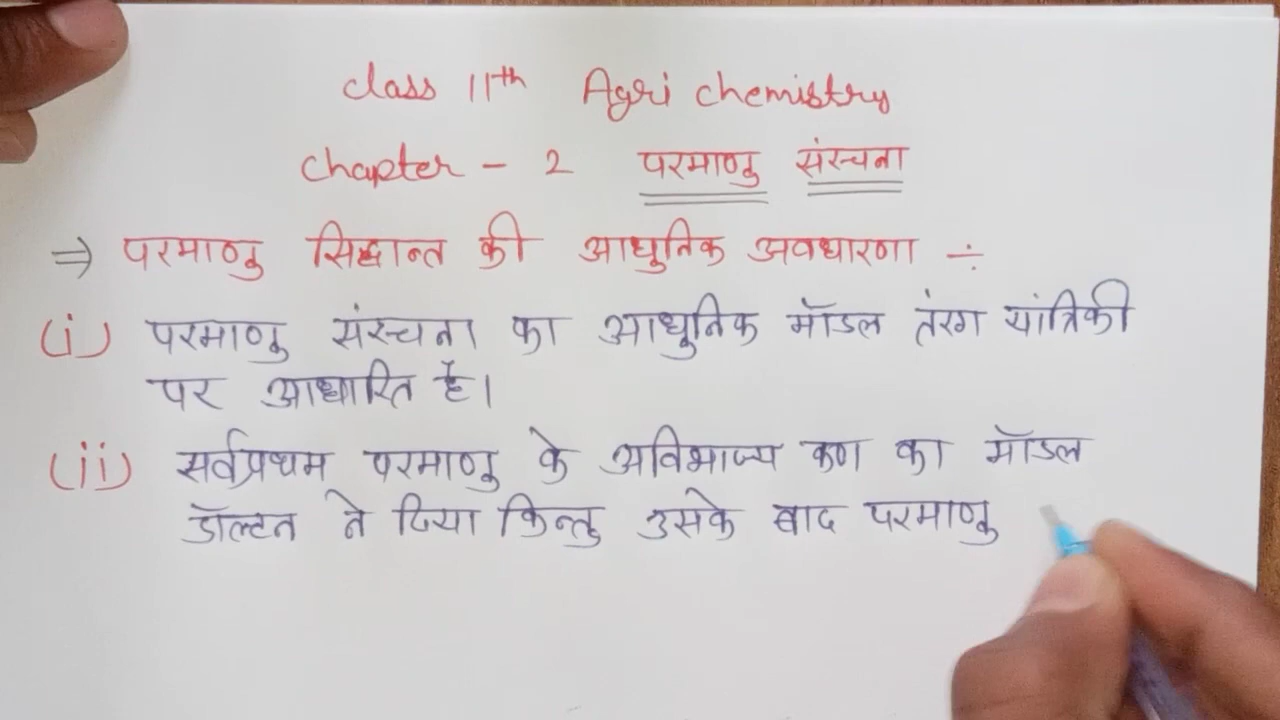 Class 11th Agri chemistry
Chapter - 2 परमाणु संरचना
⇒ परमाणु सिद्धान्त की आधुनिक अवधारणा ÷
(i) परमाणु संरचना का आधुनिक मॉडल तंरग यांत्रिकी
पर आधारित है।
(ii) सर्वप्रथम परमाणु के अविभाज्य कण का मॉडल
डॉल्टन ने दिया किन्तु उसके बाद परमाणु